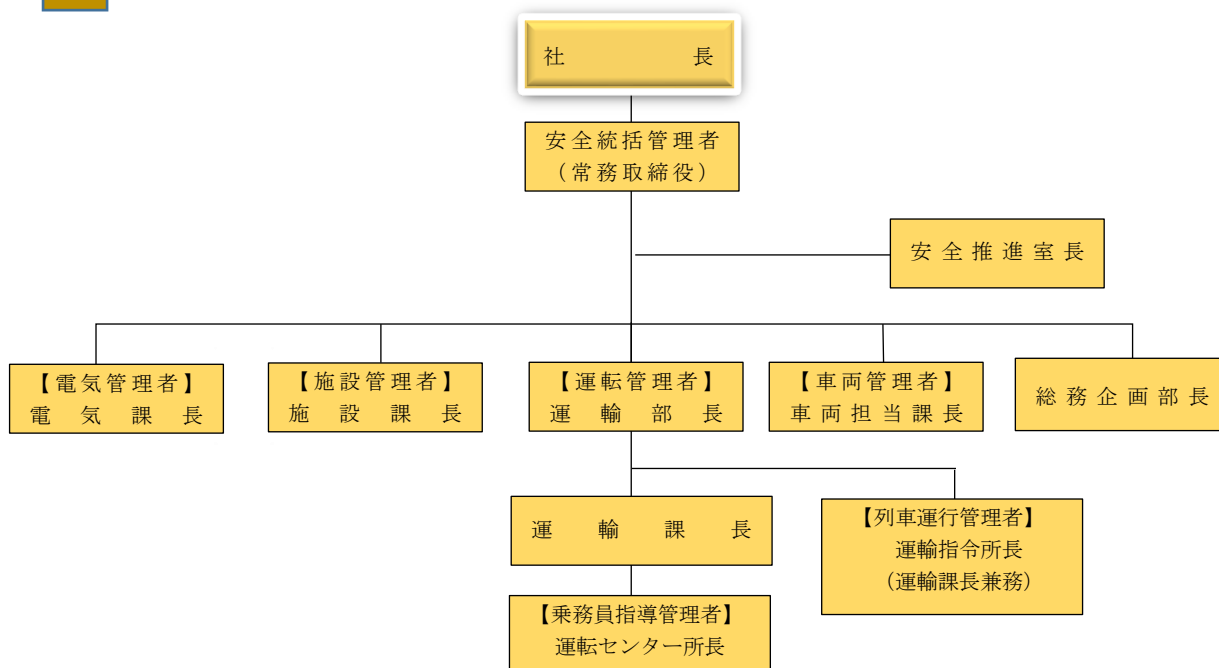 社長
安全統括管理者
（常務取締役）
安全推進室長
【電気管理者】
電気課長
【施設管理者】
施設課長
【運転管理者】
運輸部長
【車両管理者】
車両担当課長
総務企画部長
運輸課長
【列車運行管理者】
運輸指令所長
（運輸課長兼務）
【乗務員指導管理者】
運転センター所長